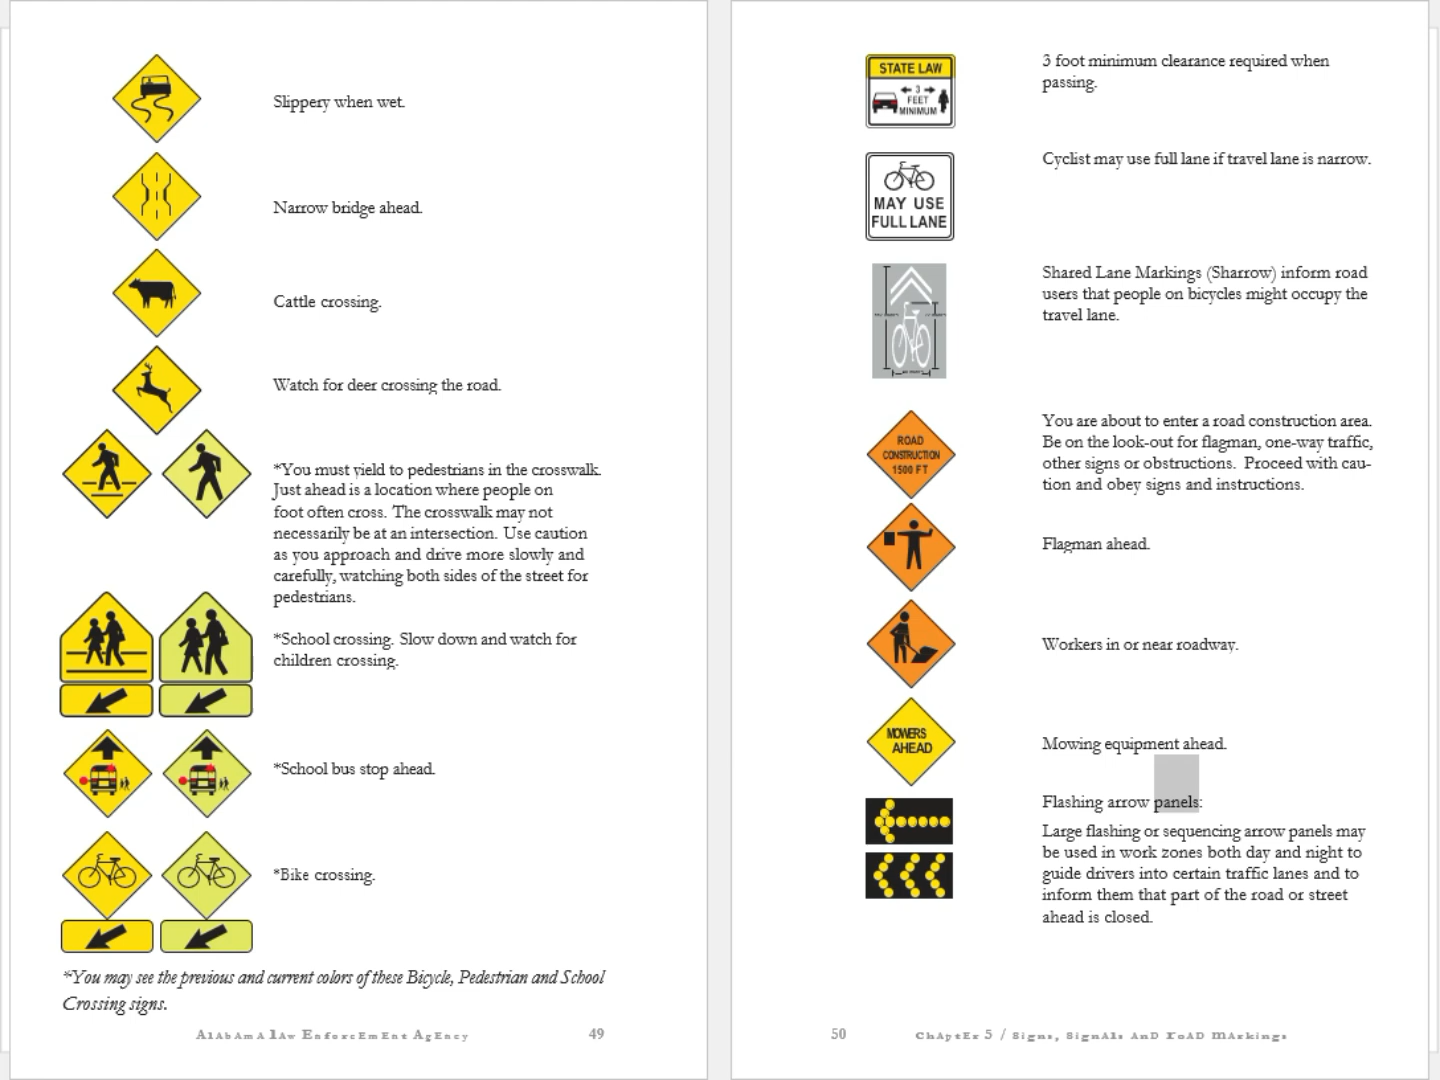 Slippery when wet.
Narrow bridge ahead.
Cattle crossing.
Watch for deer crossing the road.
*You must yield to pedestrians in the crosswalk.
Just ahead is a location where people on
foot often cross. The crosswalk may not
necessarily be at an intersection. Use caution
as you approach and drive more slowly and
carefully, watching both sides of the street for
pedestrians.
*School crossing. Slow down and watch for
children crossing.
*School bus stop ahead.
*Bike crossing.
*You may see the previous and current colors of these Bicycle, Pedestrian and School
Crossing signs.
Alabama Law Enforcement Agency 49
STATE LAW
3
FEET
MINIMUM
3 foot minimum clearance required when
passing.
MAY USE
FULL LANE
Cyclist may use full lane if travel lane is narrow.
Shared Lane Markings (Sharrow) inform road
users that people on bicycles might occupy the
travel lane.
ROAD
CONSTRUCTION
1500 FT
You are about to enter a road construction area.
Be on the look-out for flagman, one-way traffic,
other signs or obstructions. Proceed with cau-
tion and obey signs and instructions.
Flagman ahead.
Workers in or near roadway.
MOWERS
AHEAD
Mowing equipment ahead.
Flashing arrow panels:
Large flashing or sequencing arrow panels may
be used in work zones both day and night to
guide drivers into certain traffic lanes and to
inform them that part of the road or street
ahead is closed.
50 Chapter 5 / Signs, Signals and Road Markings